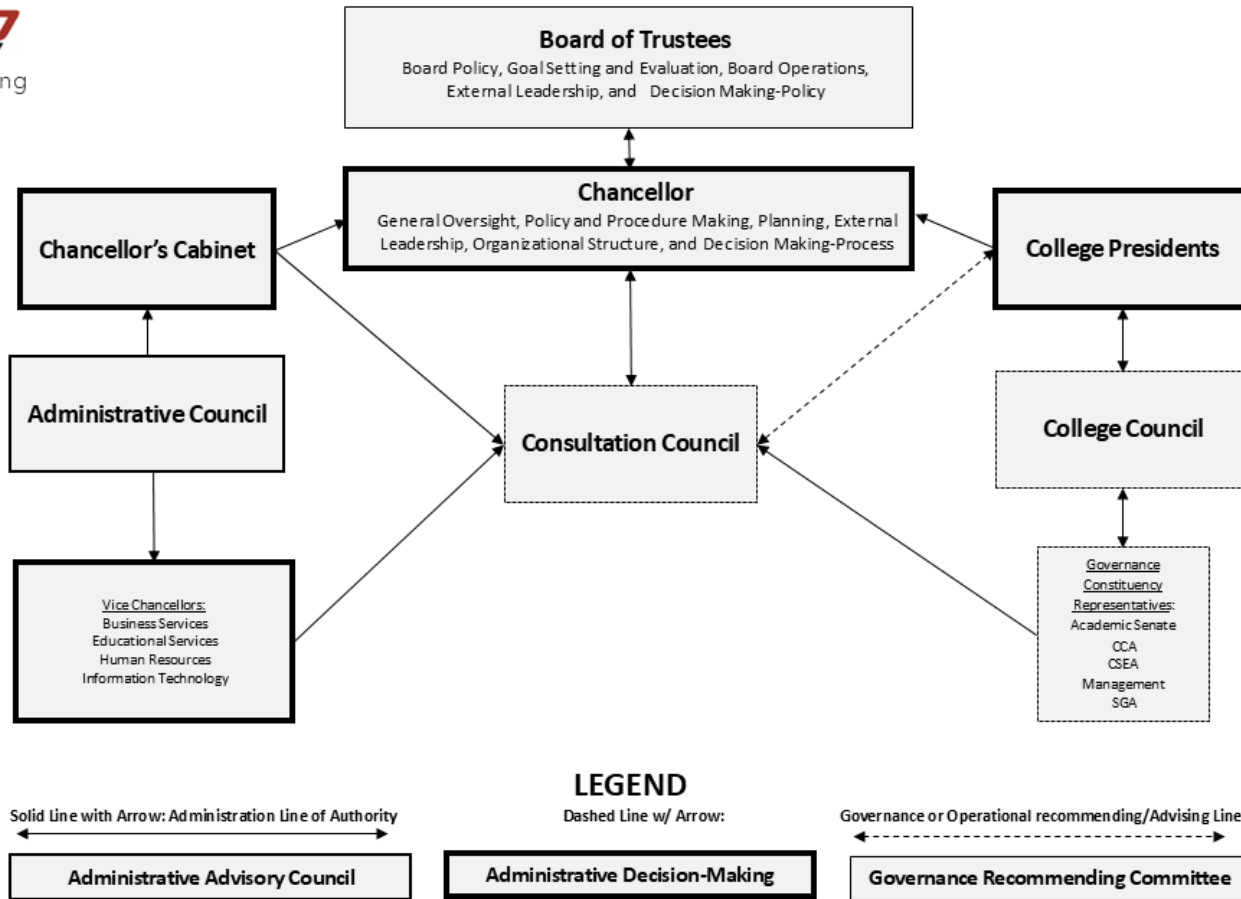 ng
Board of Trustees
Board Policy, Goal Setting and Evaluation, Board Operations,
External Leadership, and Decision Making-Policy
Chancellor
General Oversight, Policy and Procedure Making, Planning, External
Leadership, Organizational Structure, and Decision Making-Process
Chancellor's Cabinet
College Presidents
Administrative Council
Consultation Council
College Council
Vice Chancellors:
Business Services
Educational Services
Human Resources
Information Technology
Governance
Constituency
Representatives:
Academic Senate
CCA
CSEA
Management
SGA
LEGEND
Solid Line with Arrow: Administration Line of Authority
Dashed Line w/ Arrow:
Governance or Operational recommending/Advising Line
Administrative Advisory Council
Administrative Decision-Making
Governance Recommending Committee